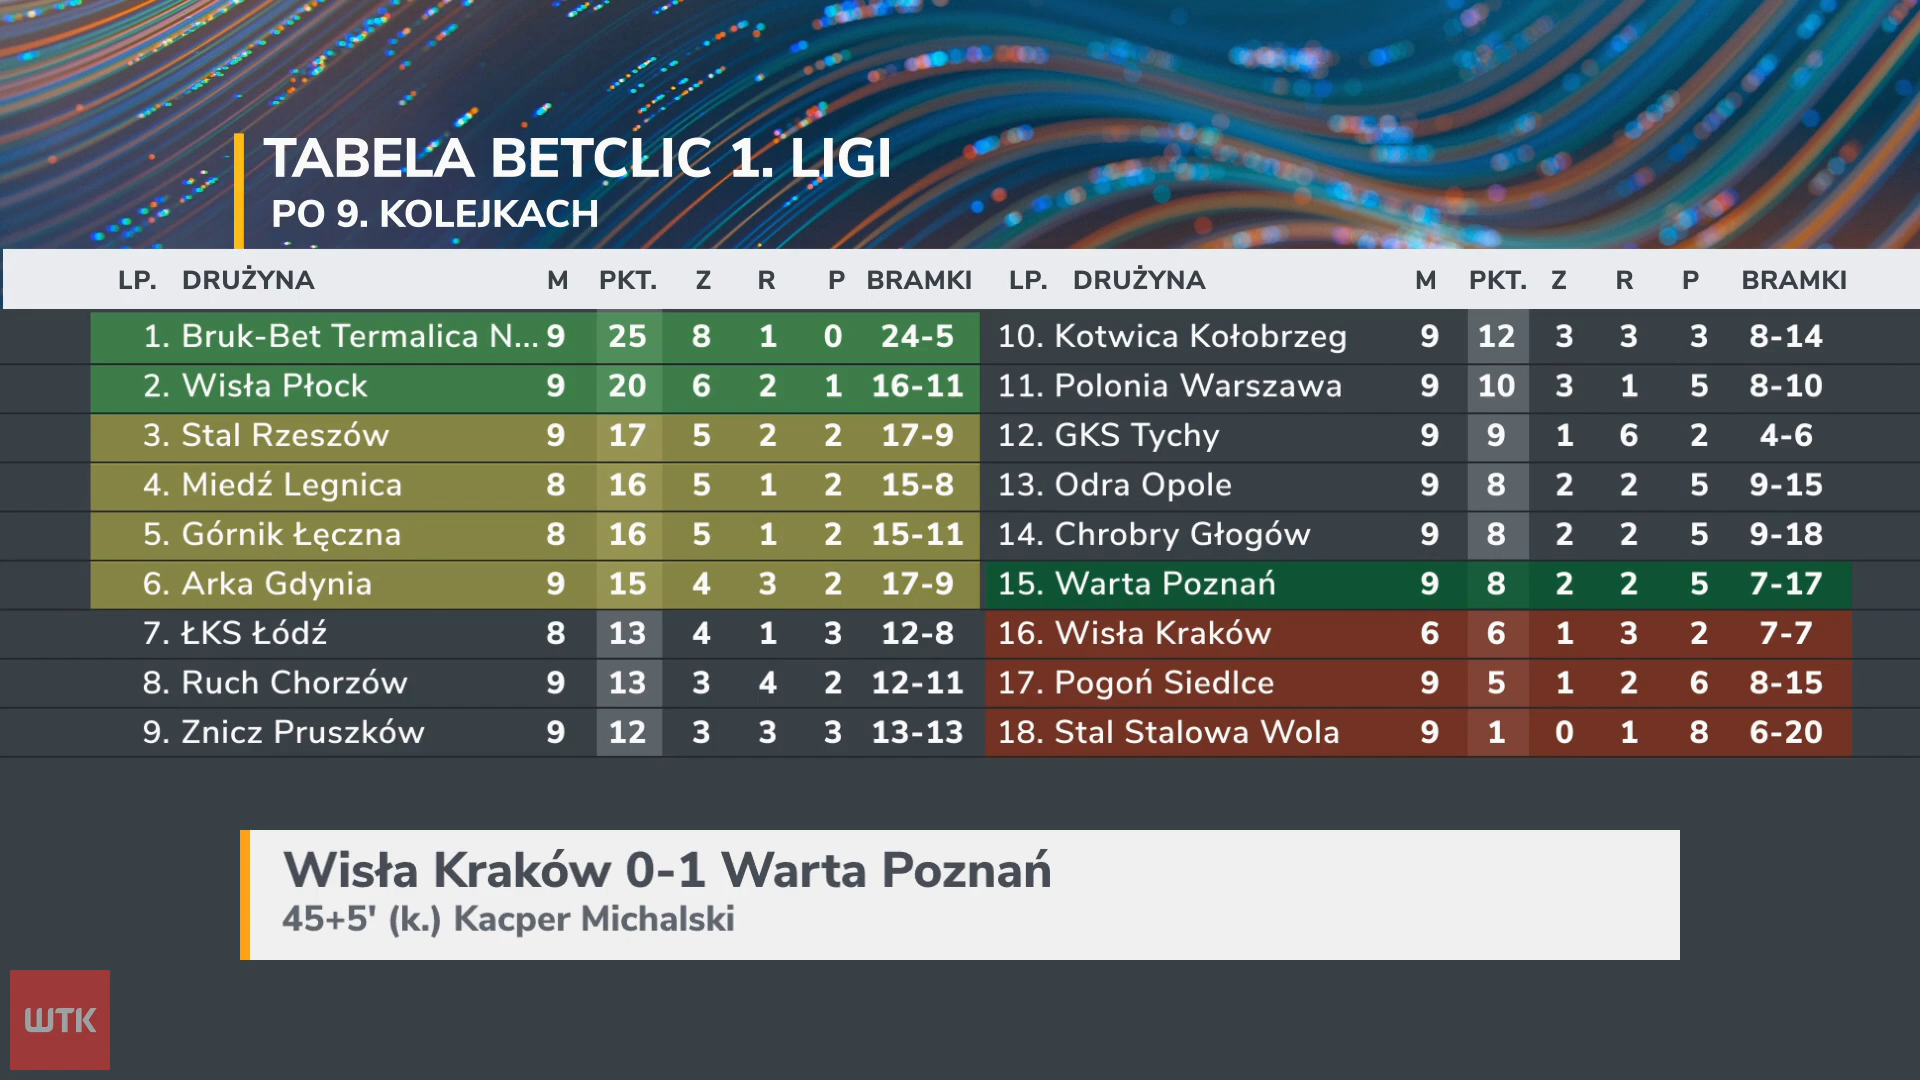 TABELA BETCLIC 1. LIGI
PO 9. KOLEJKACH
LP. DRUŻYNA M PKT. Z R P BRAMKI LP. DRUŻYNA M PKT. Z R P BRAMKI
1. Bruk-Bet Termalica N... 9 25 8 1 0 24-5
2. Wisła Płock 9 20 6 2 1 16-11
3. Stal Rzeszów 9 17 5 2 2 17-9
4. Miedź Legnica 8 16 5 1 2 15-8
5. Górnik Łęczna 8 16 5 1 2 15-11
6. Arka Gdynia 9 15 4 3 2 17-9
7. ŁKS Łódź 8 13 4 1 3 12-8
8. Ruch Chorzów 9 13 3 4 2 12-11
9. Znicz Pruszków 9 12 3 3 3 13-13
10. Kotwica Kołobrzeg 9 12 3 3 3 8-14
11. Polonia Warszawa 9 10 3 1 5 8-10
12. GKS Tychy 9 9 1 6 2 4-6
13. Odra Opole 9 8 2 2 5 9-15
14. Chrobry Głogów 9 8 2 2 5 9-18
15. Warta Poznań 9 8 2 2 5 7-17
16. Wisła Kraków 6 6 1 3 2 7-7
17. Pogoń Siedlce 9 5 1 2 6 8-15
18. Stal Stalowa Wola 9 1 0 1 8 6-20
Wisła Kraków 0-1 Warta Poznań
45+5' (k.) Kacper Michalski
WTK